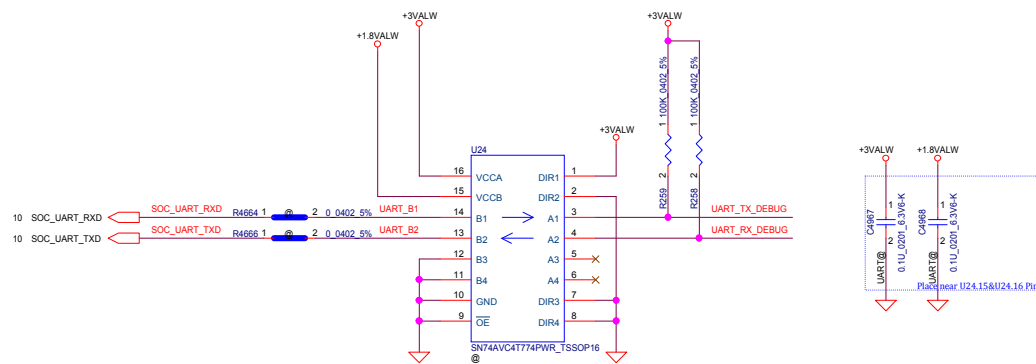 +3VALW
+1.8VALW
+3VALW
100K_0402_5%
100K_0402_5%
1
1
2
2
R259
R258
+3VALW
U24
16
VCCA
DIR1
1
15
VCCB
DIR2
2
10 SOC_UART_RXD
SOC_UART_RXD
R4664 1
@
2 0_0402_5%
UART_B1
14
B1
A1
3
UART_TX_DEBUG
10 SOC_UART_TXD
SOC_UART_TXD
R4666 1
@
2 0_0402_5%
UART_B2
13
B2
A2
4
UART_RX_DEBUG
12
B3
A3
5
11
B4
A4
6
10
GND
DIR3
7
9
OE
DIR4
8
SN74AVC4T774PWR_TSSOP16
@
+3VALW
+1.8VALW
C4967
1
2
UART@
0.1U_0201_6.3V6-K
C4968
1
2
UART@
0.1U_0201_6.3V6-K
Place near U24.15&U24.16 Pin